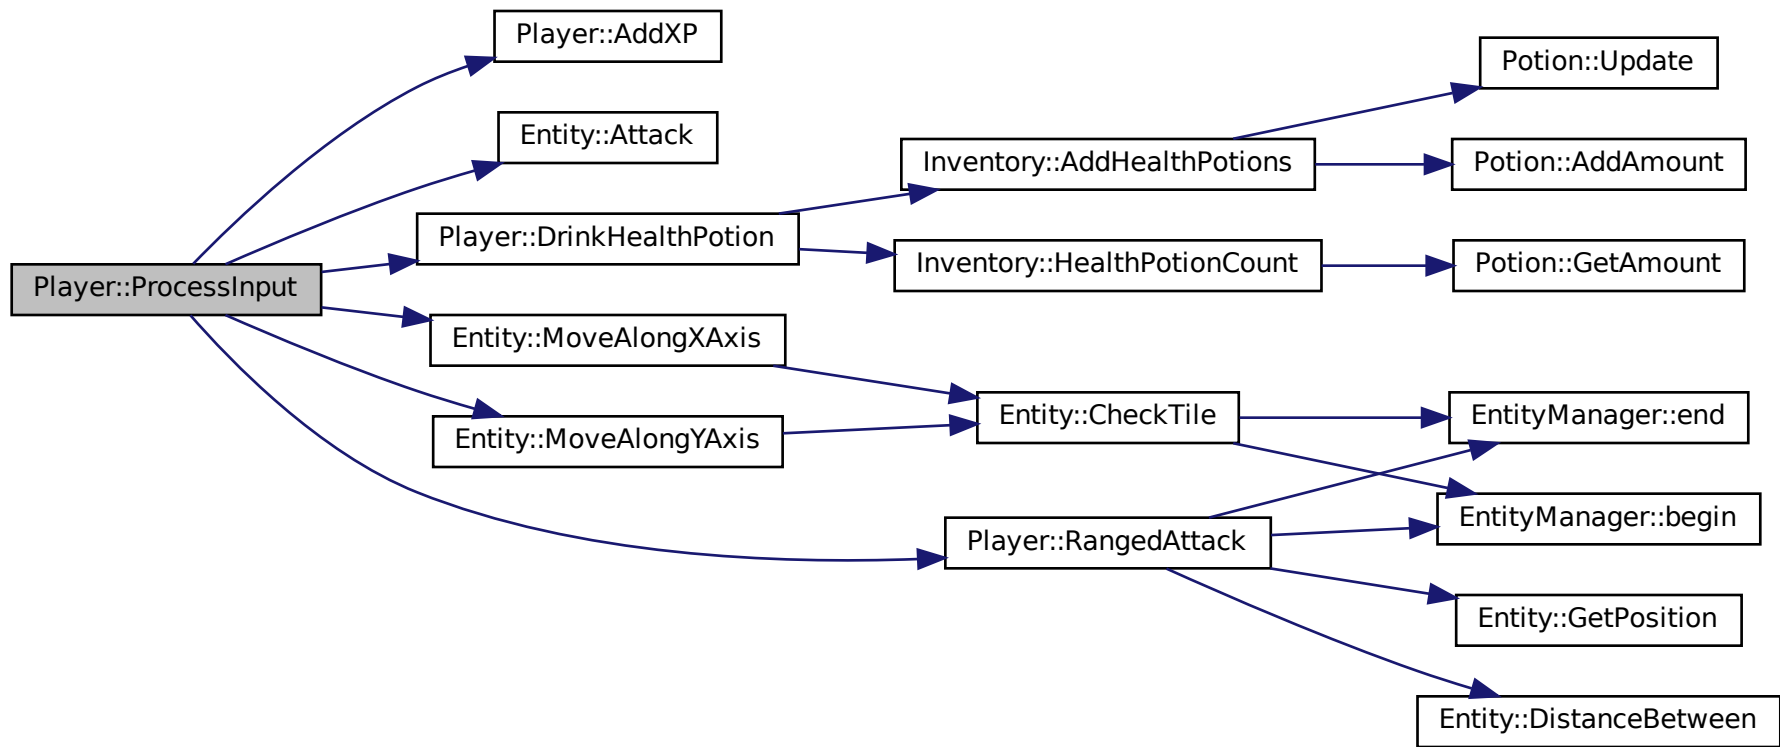 Player::AddXP
Potion::Update
Entity::Attack
Inventory::AddHealthPotions
Potion::AddAmount
Player::DrinkHealthPotion
Inventory::HealthPotionCount
Potion::GetAmount
Player::ProcessInput
Entity::MoveAlongXAxis
Entity::CheckTile
EntityManager::end
Entity::MoveAlongYAxis
EntityManager::begin
Player::RangedAttack
Entity::GetPosition
Entity::DistanceBetween